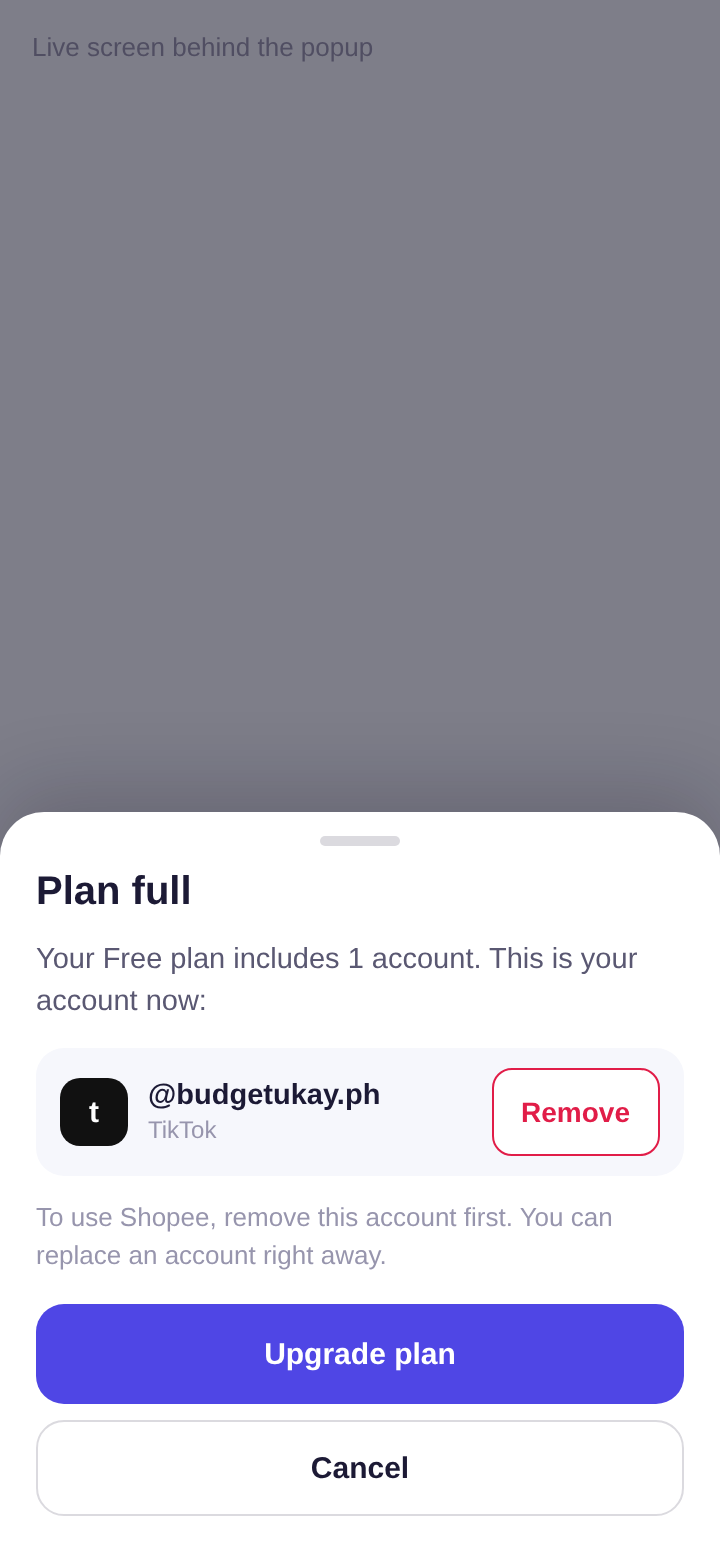 Live screen behind the popup
Plan full
Your Free plan includes 1 account. This is your
account now:
t
@budgetukay.ph
TikTok
Remove
To use Shopee, remove this account first. You can
replace an account right away.
Upgrade plan
Cancel